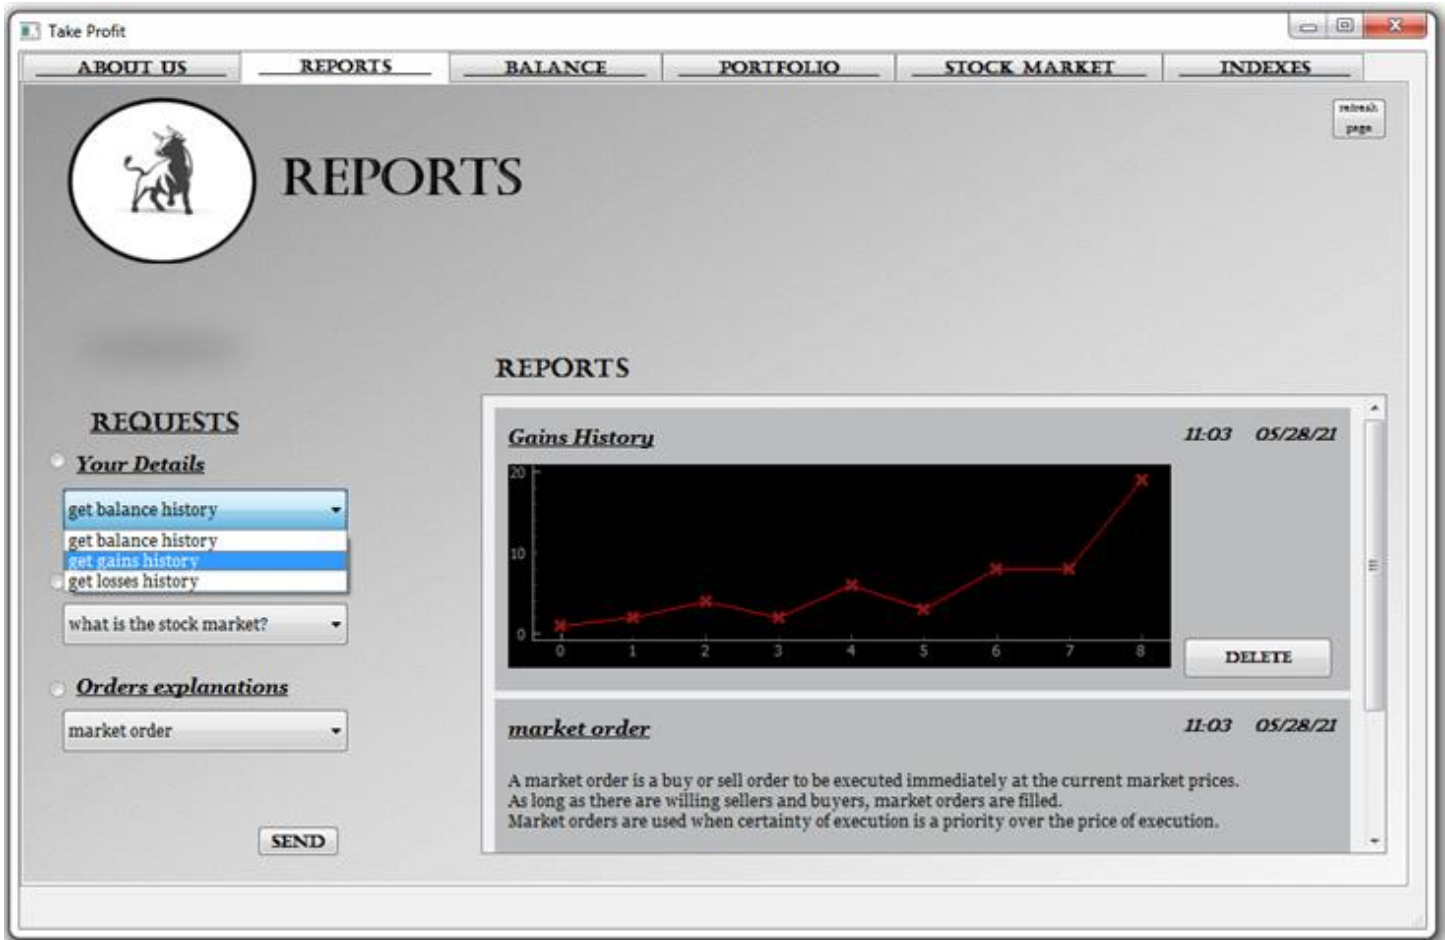 Take Profit
ABOUT US
REPORTS
BALANCE
PORTFOLIO
STOCK MARKET
INDEXES
refresh
page
REPORTS
REQUESTS
Your Details
get balance history
get balance history
get gains history
get losses history
what is the stock market?
Orders explanations
market order
SEND
REPORTS
Gains History
11:03 05/28/21
20
10
0
0 1 2 3 4 5 6 7 8
DELETE
market order
11:03 05/28/21
A market order is a buy or sell order to be executed immediately at the current market prices.
As long as there are willing sellers and buyers, market orders are filled.
Market orders are used when certainty of execution is a priority over the price of execution.